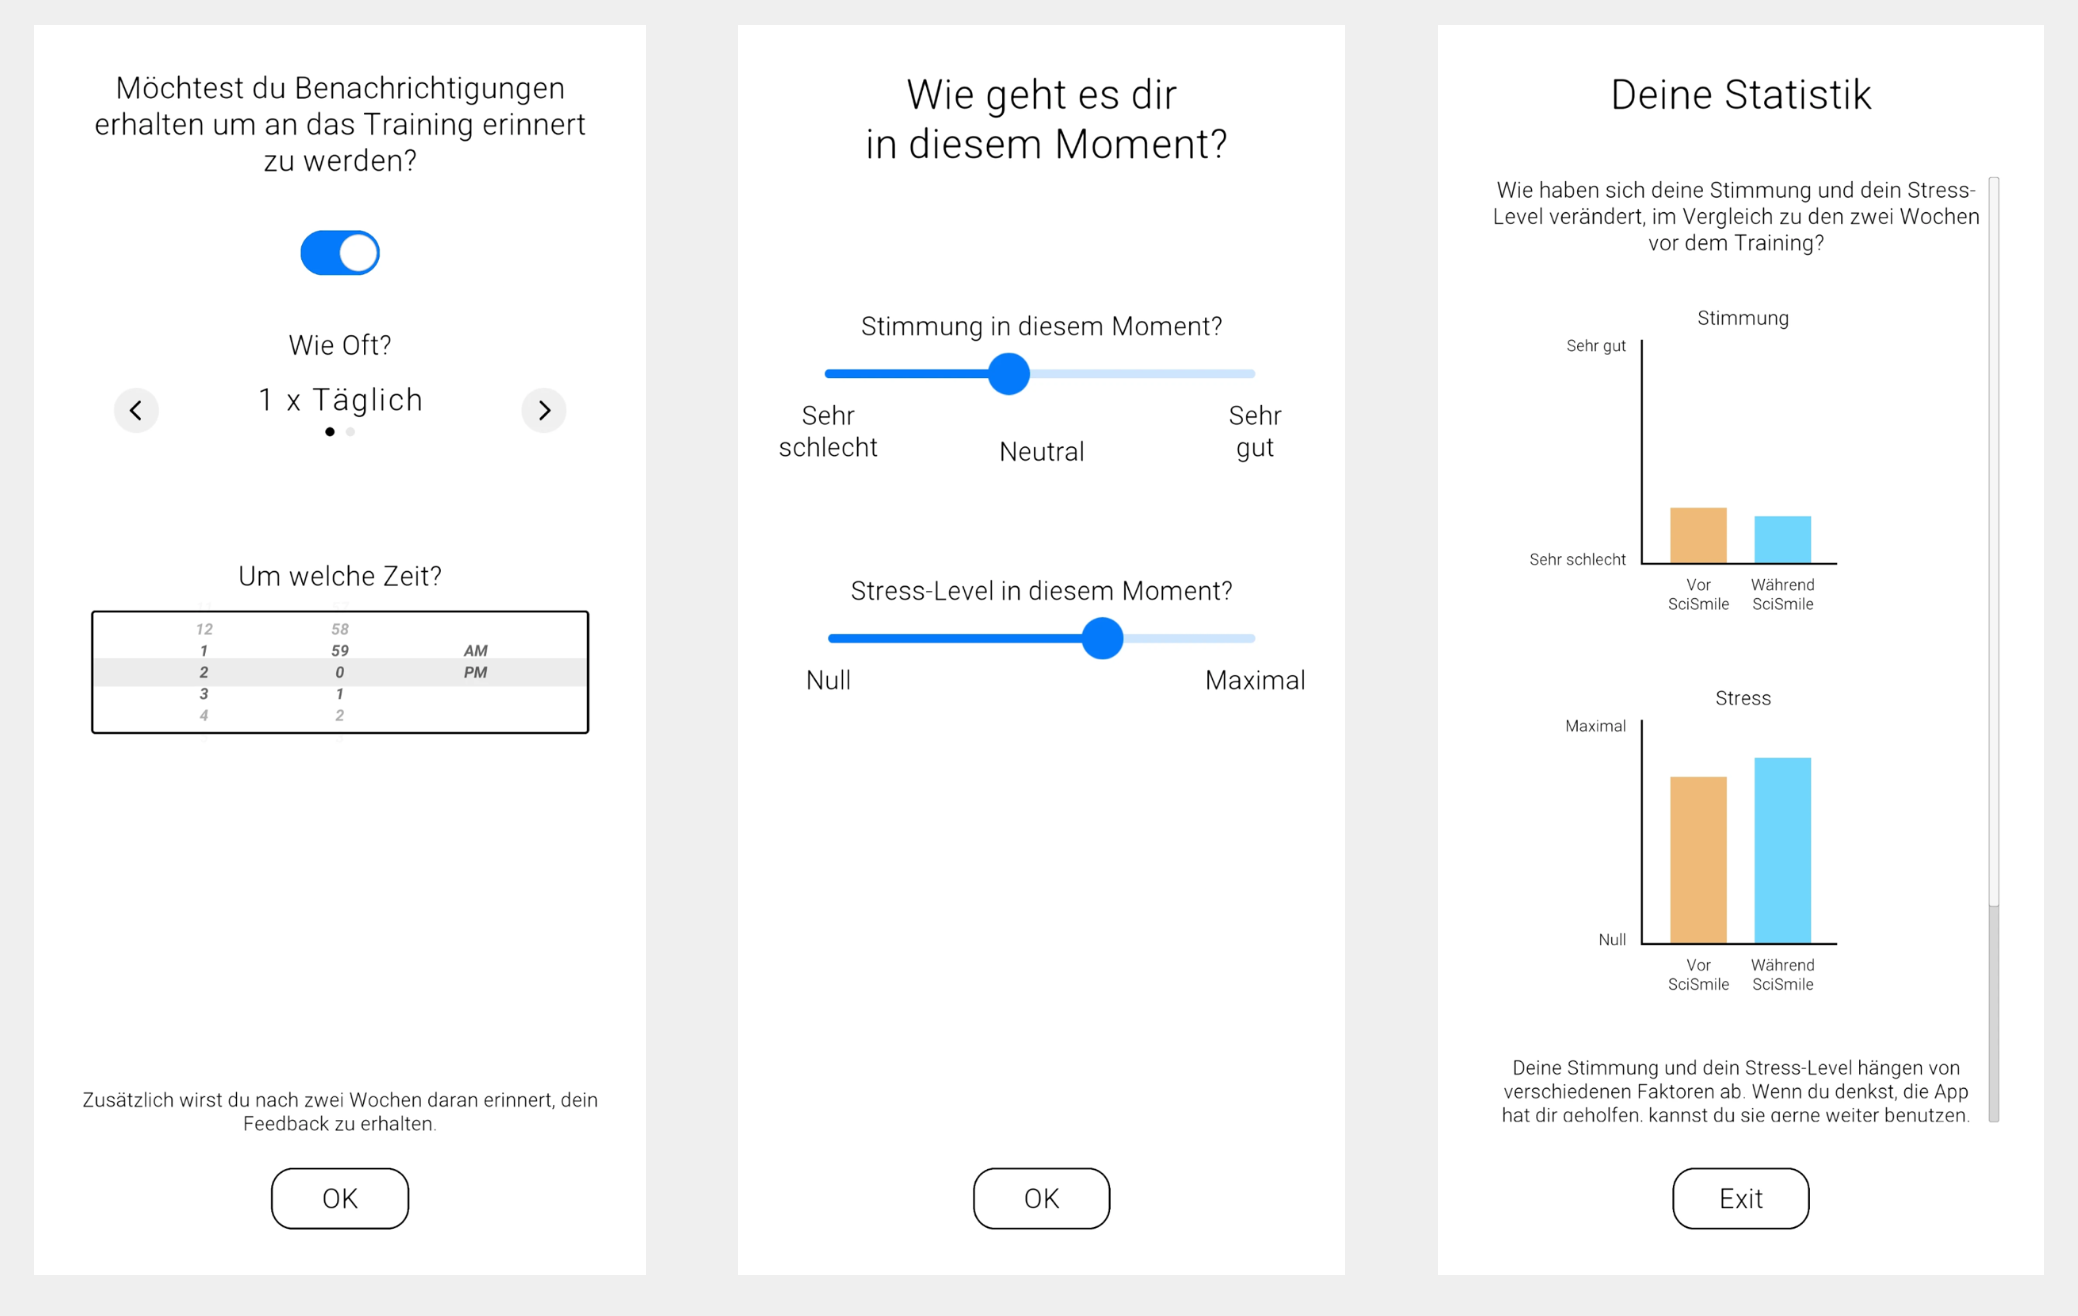 Möchtest du Benachrichtigungen
erhalten um an das Training erinnert
zu werden?
Wie Oft?
1 x Täglich
Um welche Zeit?
12 58
1 59 AM
2 0 PM
3 1
4 2
Zusätzlich wirst du nach zwei Wochen daran erinnert, dein
Feedback zu erhalten.
OK
Wie geht es dir
in diesem Moment?
Stimmung in diesem Moment?
Sehr
schlecht
Neutral
Sehr
gut
Stress-Level in diesem Moment?
Null
Maximal
OK
Deine Statistik
Wie haben sich deine Stimmung und dein Stress-
Level verändert, im Vergleich zu den zwei Wochen
vor dem Training?
Stimmung
Sehr gut
Sehr schlecht
Vor
SciSmile
Während
SciSmile
Stress
Maximal
Null
Vor
SciSmile
Während
SciSmile
Deine Stimmung und dein Stress-Level hängen von
verschiedenen Faktoren ab. Wenn du denkst, die App
hat dir geholfen, kannst du sie gerne weiter benutzen.
Exit